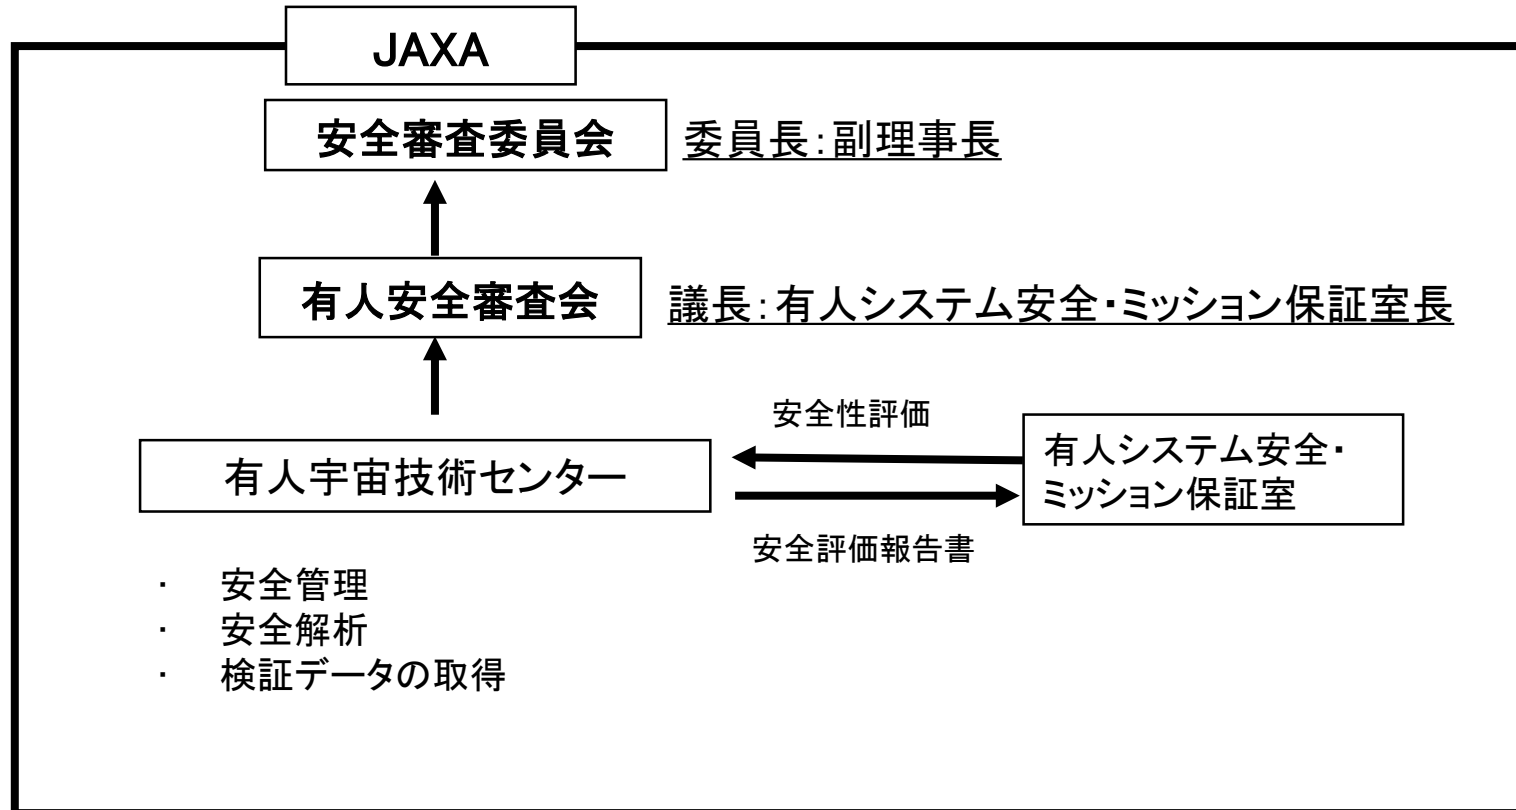 JAXA
安全審査委員会
委員長:副理事長
有人安全審査会
議長:有人システム安全・ミッション保証室長
安全性評価
有人宇宙技術センター
有人システム安全・
ミッション保証室
安全評価報告書
・ 安全管理
・ 安全解析
・ 検証データの取得